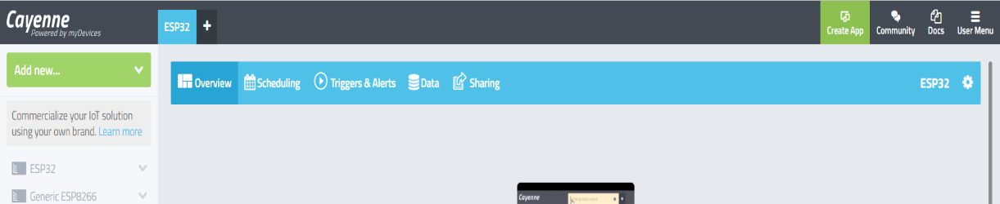 Cayenne
Powered by myDevices
ESP32 +
Create App
Community
Docs
User Menu
Add new...
Overview
Scheduling
Triggers & Alerts
Data
Sharing
ESP32
Commercialize your IoT solution
using your own brand. Learn more
ESP32
Generic ESP8266
Cayenne